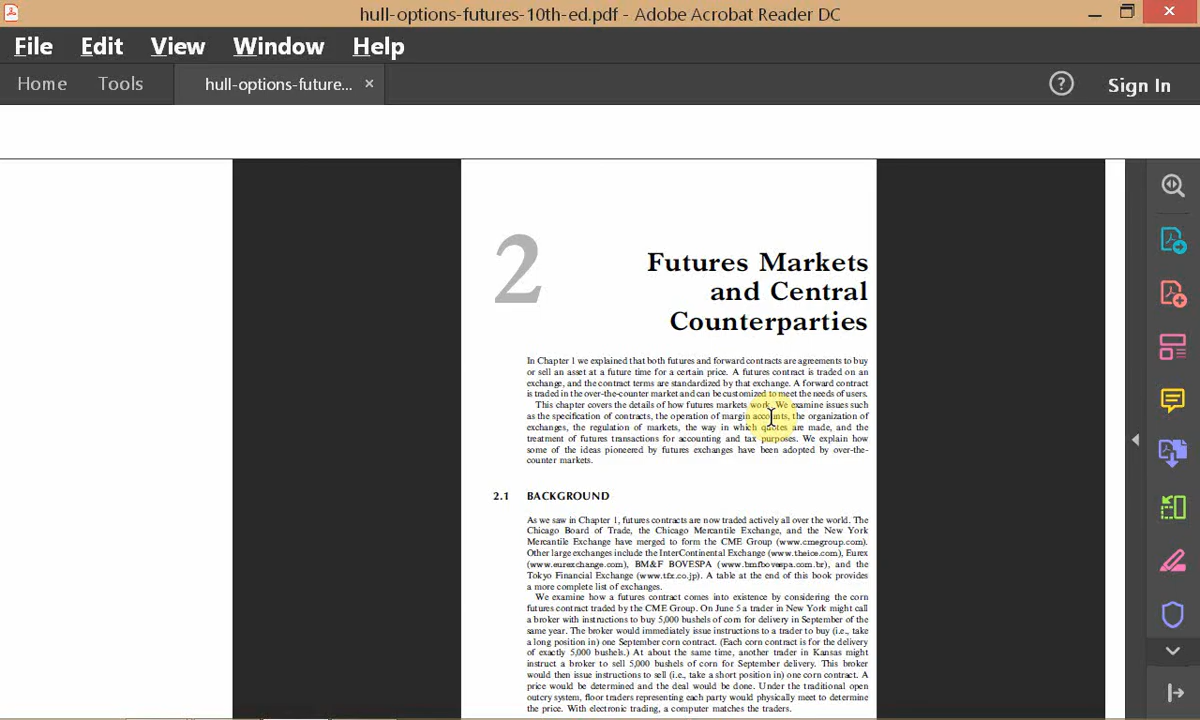 hull-options-futures-10th-ed.pdf - Adobe Acrobat Reader DC
File Edit View Window Help
Home Tools hull-options-future... × ? Sign In
2
Futures Markets
and Central
Counterparties
In Chapter 1 we explained that both futures and forward contracts are agreements to buy
or sell an asset at a future time for a certain price. A futures contract is traded on an
exchange, and the contract terms are standardized by that exchange. A forward contract
is traded in the over-the-counter market and can be customized to meet the needs of users.
This chapter covers the details of how futures markets work. We examine issues such
as the specification of contracts, the operation of margin accounts, the organization of
exchanges, the regulation of markets, the way in which quotes are made, and the
treatment of futures transactions for accounting and tax purposes. We explain how
some of the ideas pioneered by futures exchanges have been adopted by over-the-
counter markets.
2.1 BACKGROUND
As we saw in Chapter 1, futures contracts are now traded actively all over the world. The
Chicago Board of Trade, the Chicago Mercantile Exchange, and the New York
Mercantile Exchange have merged to form the CME Group (www.cmegroup.com).
Other large exchanges include the InterContinental Exchange (www.theice.com), Eurex
(www.eurexchange.com), BM&F BOVESPA (www.bmfbovespa.com.br), and the
Tokyo Financial Exchange (www.tfx.co.jp). A table at the end of this book provides
a more complete list of exchanges.
We examine how a futures contract comes into existence by considering the corn
futures contract traded by the CME Group. On June 5 a trader in New York might call
a broker with instructions to buy 5,000 bushels of corn for delivery in September of the
same year. The broker would immediately issue instructions to a trader to buy (i.e., take
a long position in) one September corn contract. (Each corn contract is for the delivery
of exactly 5,000 bushels.) At about the same time, another trader in Kansas might
instruct a broker to sell 5,000 bushels of corn for September delivery. This broker
would then issue instructions to sell (i.e., take a short position in) one corn contract. A
price would be determined and the deal would be done. Under the traditional open
outcry system, floor traders representing each party would physically meet to determine
the price. With electronic trading, a computer matches the traders.